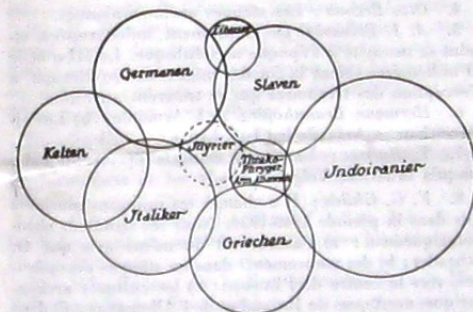 Litauer
Germanen
Slaven
Kelten
Illyrier
Thrako-
Phryger
Armenier
Indoiranier
Italiker
Griechen